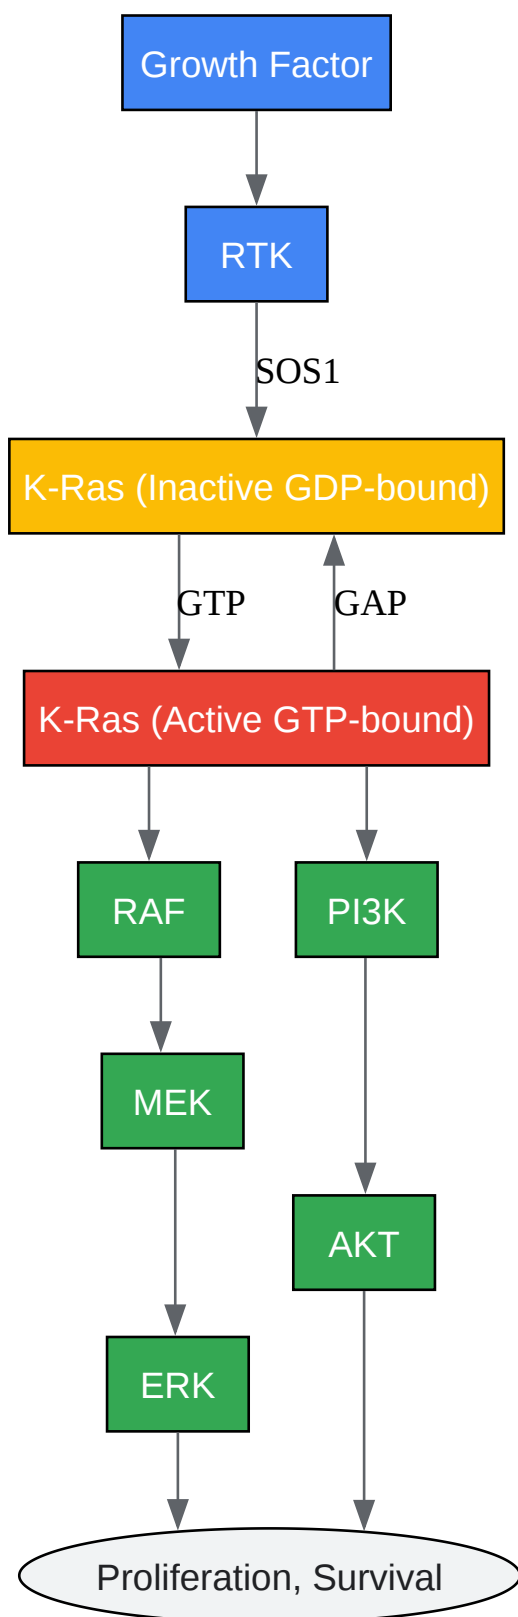 Growth Factor
RTK
SOS1
K-Ras (Inactive GDP-bound)
GTP
GAP
K-Ras (Active GTP-bound)
RAF
PI3K
MEK
AKT
ERK
Proliferation, Survival